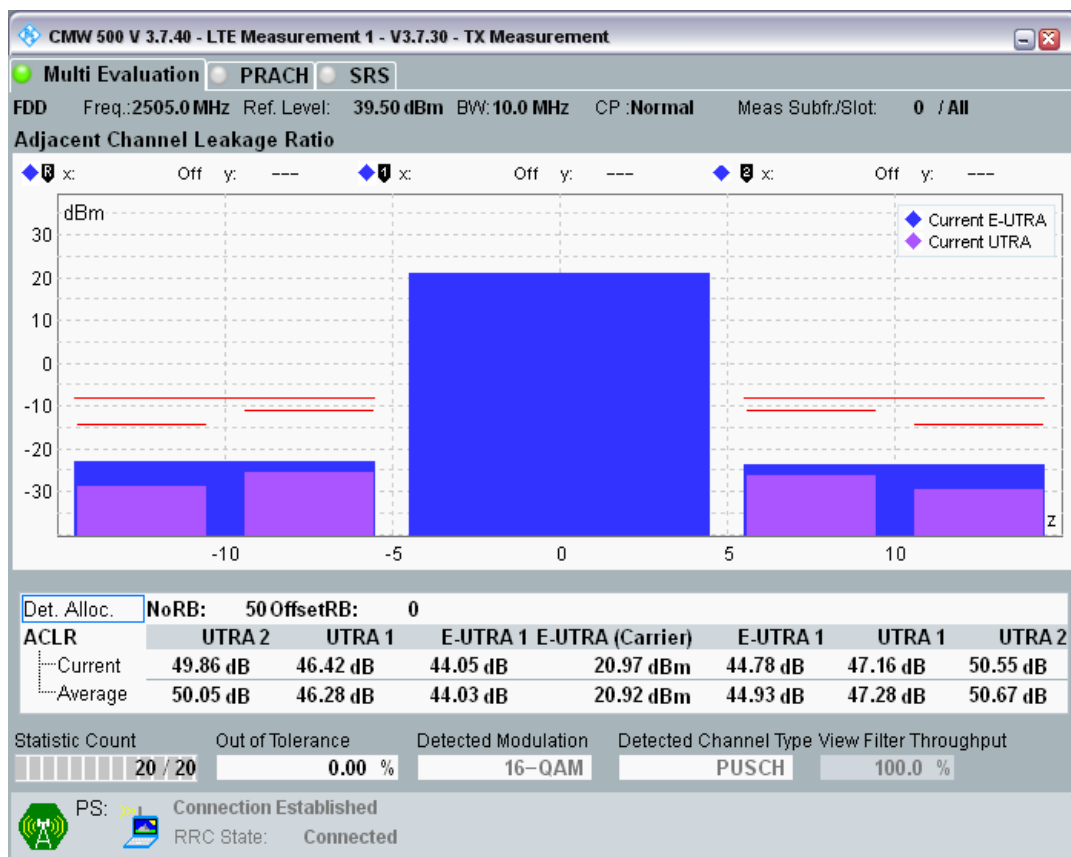 CMW 500 V 3.7.40 - LTE Measurement 1 - V3.7.30 - TX Measurement
Multi Evaluation PRACH SRS
FDD Freq.:2505.0 MHz Ref. Level: 39.50 dBm BW:10.0 MHz CP :Normal Meas Subfr./Slot: 0 / All
Adjacent Channel Leakage Ratio
R x: Off y: --- 1 x: Off y: --- 2 x: Off y: ---
dBm
Current E-UTRA
Current UTRA
30
20
10
0
-10
-20
-30
z
-10 -5 0 5 10
Det. Alloc. NoRB: 50 OffsetRB: 0
ACLR UTRA 2 UTRA 1 E-UTRA 1 E-UTRA (Carrier) E-UTRA 1 UTRA 1 UTRA 2
Current 49.86 dB 46.42 dB 44.05 dB 20.97 dBm 44.78 dB 47.16 dB 50.55 dB
Average 50.05 dB 46.28 dB 44.03 dB 20.92 dBm 44.93 dB 47.28 dB 50.67 dB
Statistic Count Out of Tolerance Detected Modulation Detected Channel Type View Filter Throughput
20 / 20 0.00 % 16-QAM PUSCH 100.0 %
PS: Connection Established
RRC State: Connected